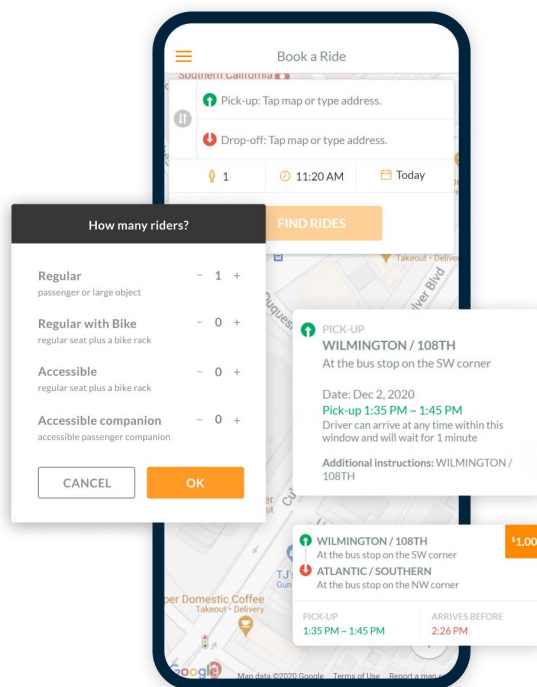 Book a Ride
Southern California
Pick-up: Tap map or type address.
Drop-off: Tap map or type address.
1
11:20 AM
Today
FIND RIDES
Takeout • Deliver
How many riders?
Regular
- 1 +
passenger or large object
Regular with Bike
- 0 +
regular seat plus a bike rack
Accessible
- 0 +
regular seat plus a bike rack
Accessible companion
- 0 +
accessible passenger companion
CANCEL
OK
PICK-UP
WILMINGTON / 108TH
At the bus stop on the SW corner
Date: Dec 2, 2020
Pick-up 1:35 PM ~ 1:45 PM
Driver can arrive at any time within this
window and will wait for 1 minute
Additional instructions: WILMINGTON /
108TH
WILMINGTON / 108TH
$1.00
At the bus stop on the SW corner
ATLANTIC / SOUTHERN
At the bus stop on the NW corner
PICK-UP
ARRIVES BEFORE
1:35 PM ~ 1:45 PM
2:26 PM
TJ's
Gun
per Domestic Coffee
Takeout • Delivery
Google
Map data ©2020 Google
Terms of Use
Report a map